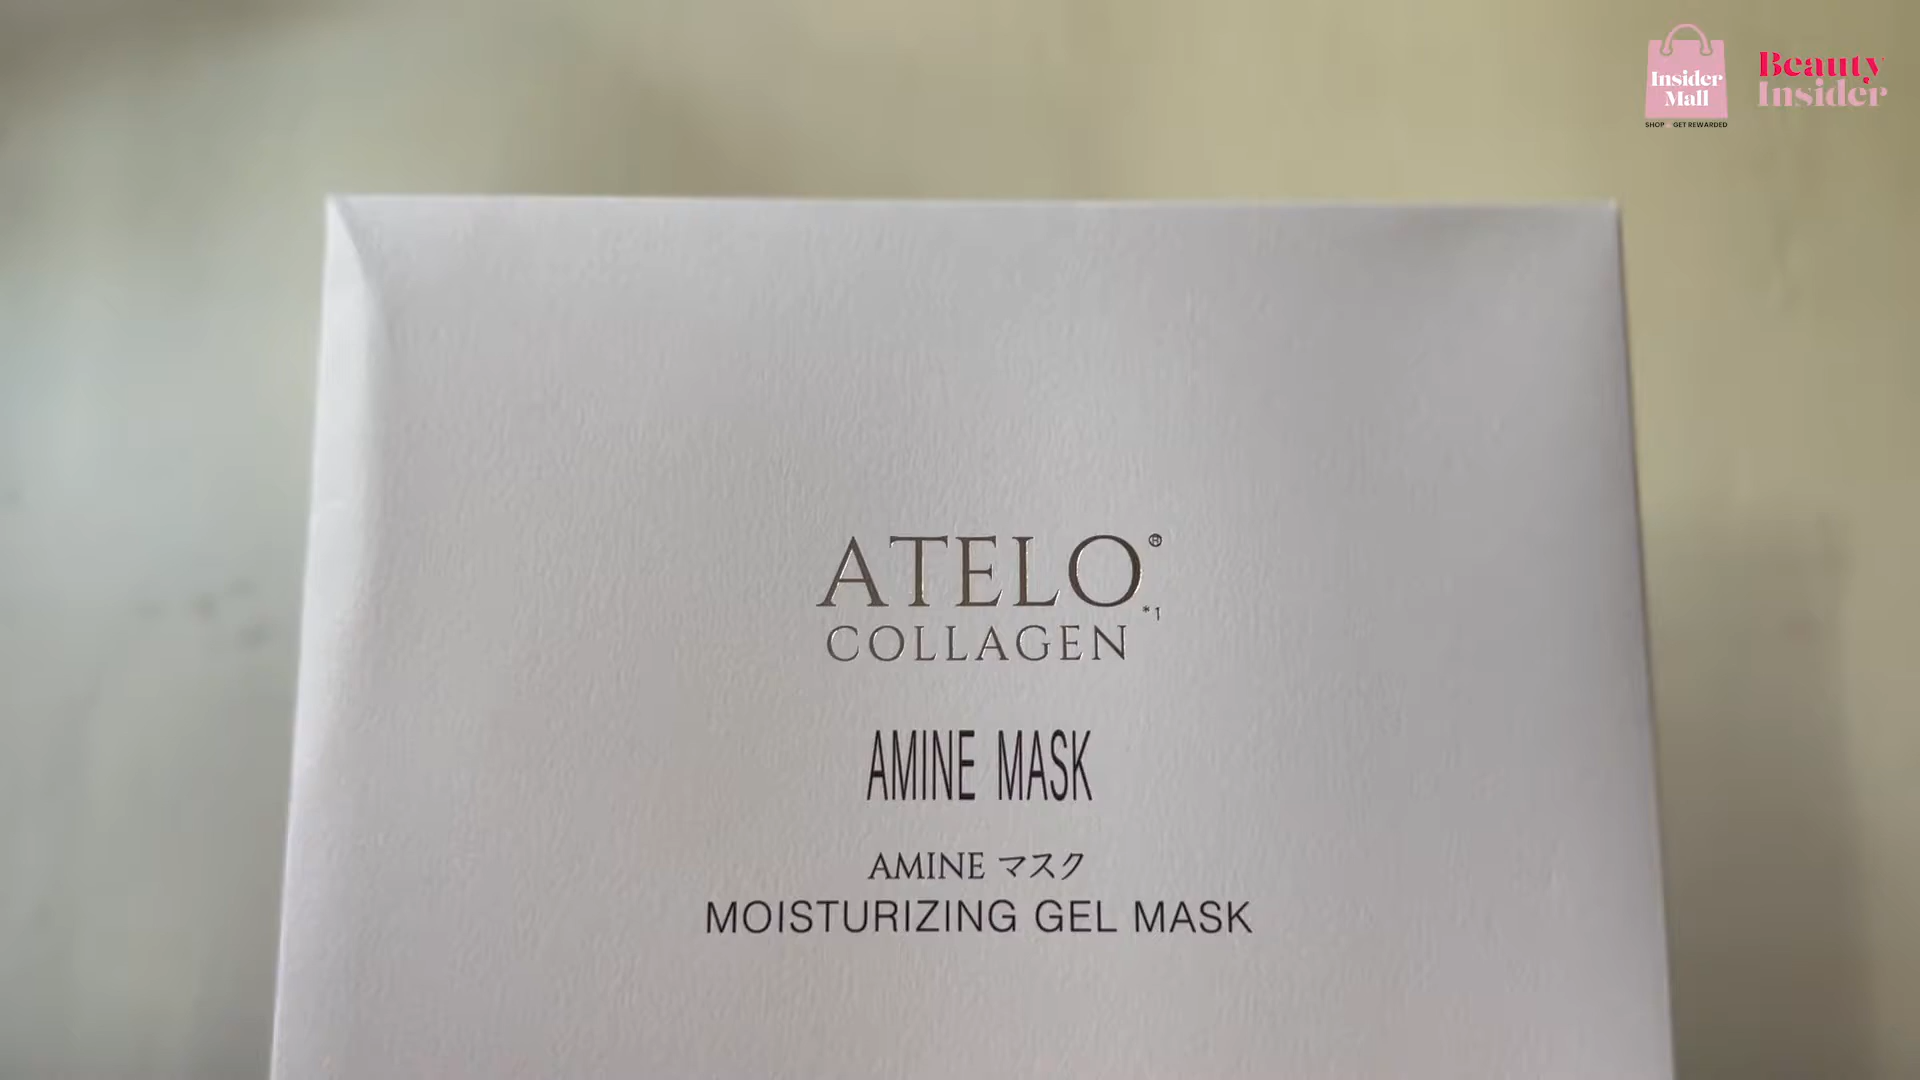 Insider
Mall
SHOP GET REWARDED
Beauty
Insider
ATELO®
*1
COLLAGEN
AMINE MASK
AMINE マスク
MOISTURIZING GEL MASK